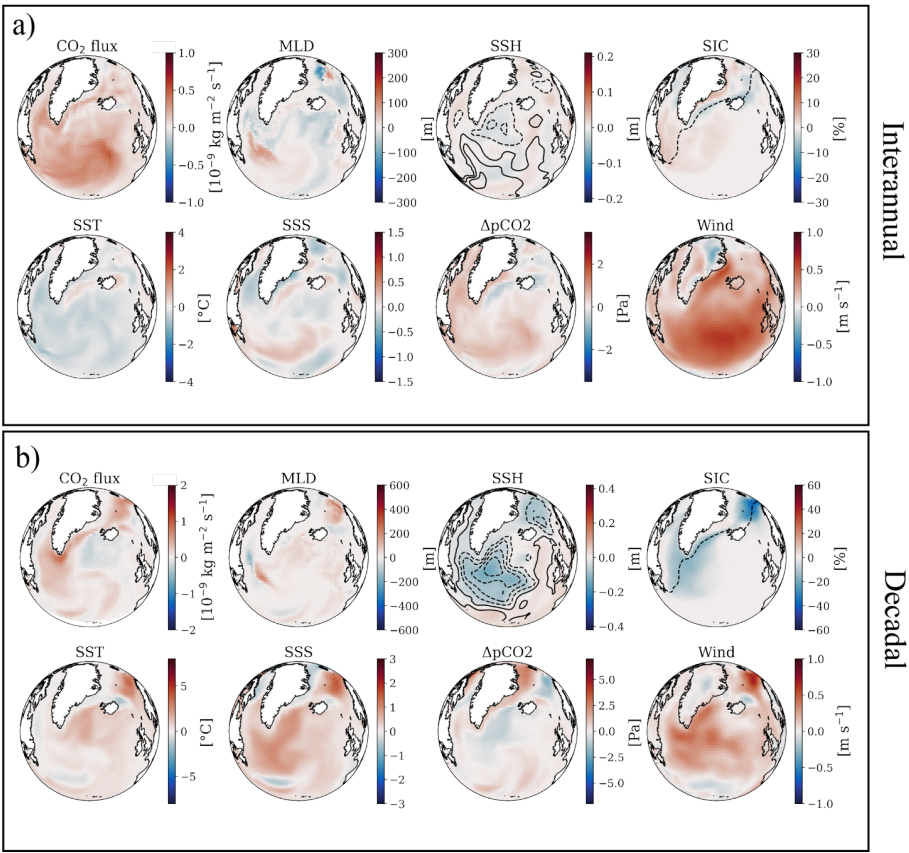 a)
CO₂ flux
MLD
SSH
SIC
1.0
0.5
0.0
−0.5
−1.0
[10⁻⁹ kg m⁻² s⁻¹]
300
200
100
0
−100
−200
−300
[m]
0.2
0.1
0.0
−0.1
−0.2
[m]
30
20
10
0
−10
−20
−30
[%]
SST
SSS
ΔpCO2
Wind
4
2
0
−2
−4
[°C]
1.5
1.0
0.5
0.0
−0.5
−1.0
−1.5
2
0
−2
[Pa]
1.0
0.5
0.0
−0.5
−1.0
[m s⁻¹]
Interannual
b)
CO₂ flux
MLD
SSH
SIC
2
1
0
−1
−2
[10⁻⁹ kg m⁻² s⁻¹]
600
400
200
0
−200
−400
−600
[m]
0.4
0.2
0.0
−0.2
−0.4
[m]
60
40
20
0
−20
−40
−60
[%]
SST
SSS
ΔpCO2
Wind
5
0
−5
[°C]
3
2
1
0
−1
−2
−3
5.0
2.5
0.0
−2.5
−5.0
[Pa]
1.0
0.5
0.0
−0.5
−1.0
[m s⁻¹]
Decadal